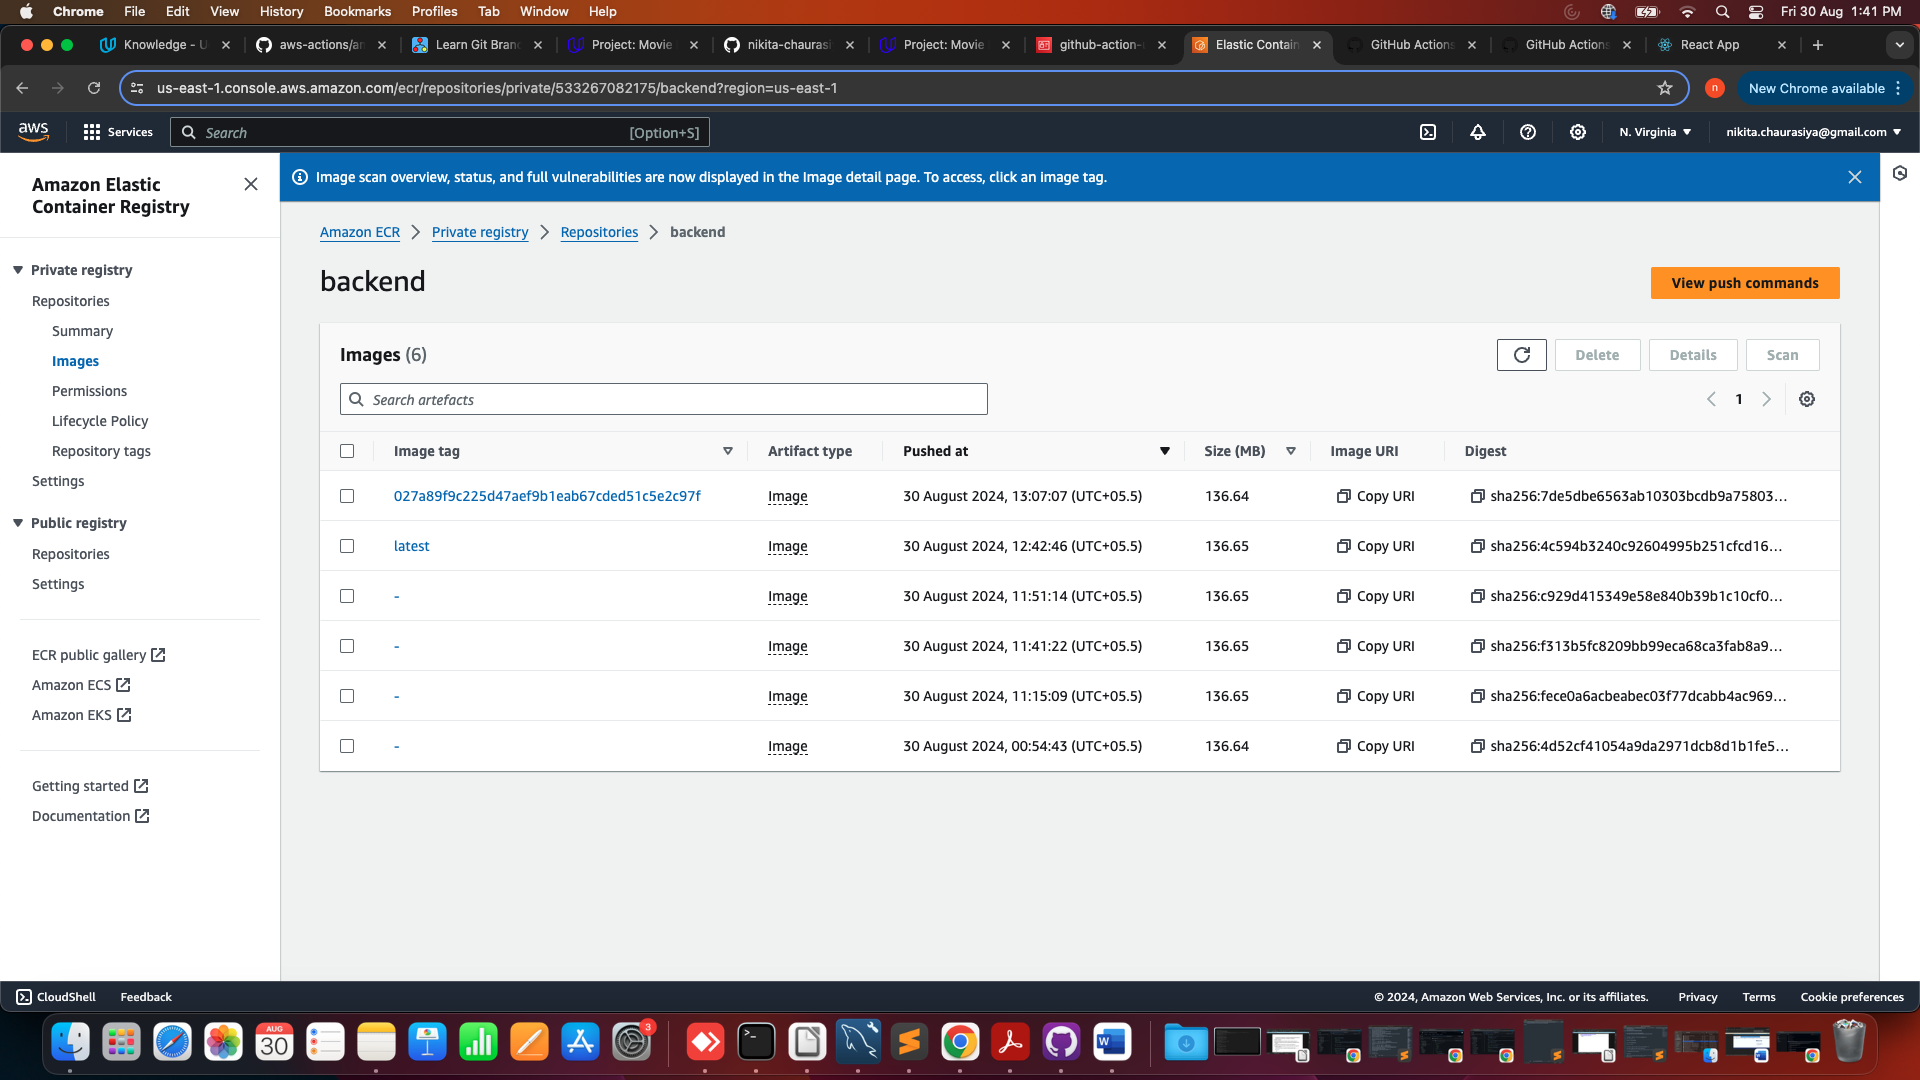 Chrome File Edit View History Bookmarks Profiles Tab Window Help Fri 30 Aug 1:41 PM
Knowledge - U aws-actions/a Learn Git Bran Project: Movie nikita-chaurasi Project: Movie github-action- Elastic Contain GitHub Actions GitHub Actions React App
us-east-1.console.aws.amazon.com/ecr/repositories/private/533267082175/backend?region=us-east-1 n New Chrome available
aws Services Search [Option+S] N. Virginia nikita.chaurasiya@gmail.com
Image scan overview, status, and full vulnerabilities are now displayed in the Image detail page. To access, click an image tag.
Amazon Elastic
Container Registry
Private registry
Repositories
Summary
Images
Permissions
Lifecycle Policy
Repository tags
Settings
Public registry
Repositories
Settings
ECR public gallery
Amazon ECS
Amazon EKS
Getting started
Documentation
Amazon ECR Private registry Repositories backend
backend
View push commands
Images (6)
Delete Details Scan
Search artefacts
1
Image tag Artifact type Pushed at Size (MB) Image URI Digest
027a89f9c225d47aef9b1eab67cded51c5e2c97f Image 30 August 2024, 13:07:07 (UTC+05.5) 136.64 Copy URI sha256:7de5dbe6563ab10303bcdb9a75803...
latest Image 30 August 2024, 12:42:46 (UTC+05.5) 136.65 Copy URI sha256:4c594b3240c92604995b251cfcd16...
- Image 30 August 2024, 11:51:14 (UTC+05.5) 136.65 Copy URI sha256:c929d415349e58e840b39b1c10cf0...
- Image 30 August 2024, 11:41:22 (UTC+05.5) 136.65 Copy URI sha256:f313b5fc8209bb99eca68ca3fab8a9...
- Image 30 August 2024, 11:15:09 (UTC+05.5) 136.65 Copy URI sha256:fece0a6acbeabec03f77dcabb4ac969...
- Image 30 August 2024, 00:54:43 (UTC+05.5) 136.64 Copy URI sha256:4d52cf41054a9da2971dcb8d1b1fe5...
CloudShell Feedback © 2024, Amazon Web Services, Inc. or its affiliates. Privacy Terms Cookie preferences
AUG
30
3